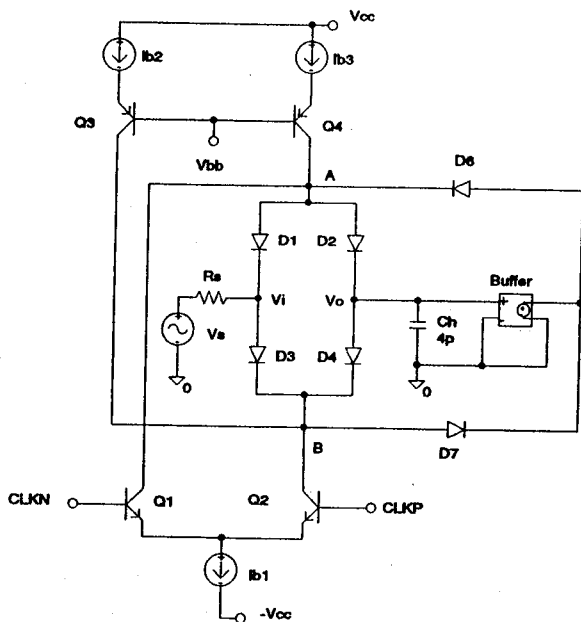 Vcc
Ib2
Ib3
Q3
Q4
Vbb
A
D6
D1
D2
Rs
Vi
Vo
Buffer
Vs
Ch
4p
D3
D4
0
0
B
D7
CLKN
Q1
Q2
CLKP
Ib1
-Vcc